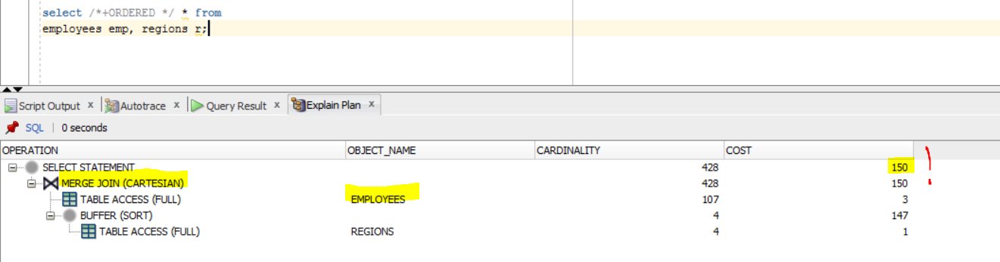 select /*+ORDERED */ * from
employees emp, regions r;
Script Output x Autotrace x Query Result x Explain Plan x
SQL | 0 seconds
OPERATION OBJECT_NAME CARDINALITY COST
SELECT STATEMENT 428 150
MERGE JOIN (CARTESIAN) 428 150
TABLE ACCESS (FULL) EMPLOYEES 107 3
BUFFER (SORT) 4 147
TABLE ACCESS (FULL) REGIONS 4 1
!